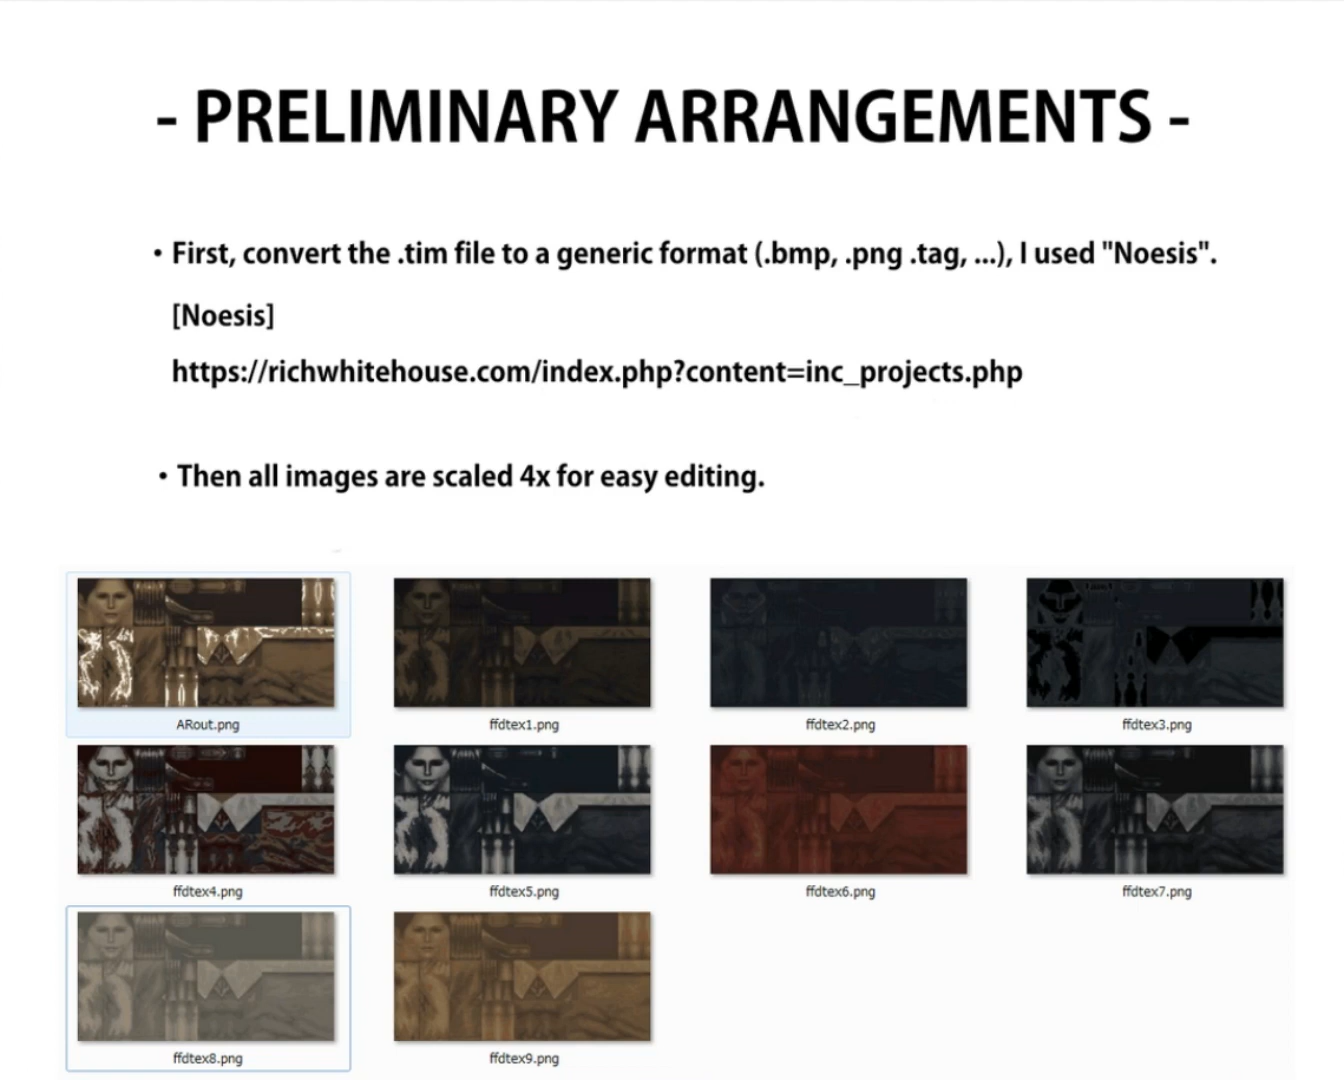 - PRELIMINARY ARRANGEMENTS -
• First, convert the .tim file to a generic format (.bmp, .png .tag, ...), I used "Noesis".
[Noesis]
https://richwhitehouse.com/index.php?content=inc_projects.php
• Then all images are scaled 4x for easy editing.
ARout.png ffdtex1.png ffdtex2.png ffdtex3.png
ffdtex4.png ffdtex5.png ffdtex6.png ffdtex7.png
ffdtex8.png ffdtex9.png